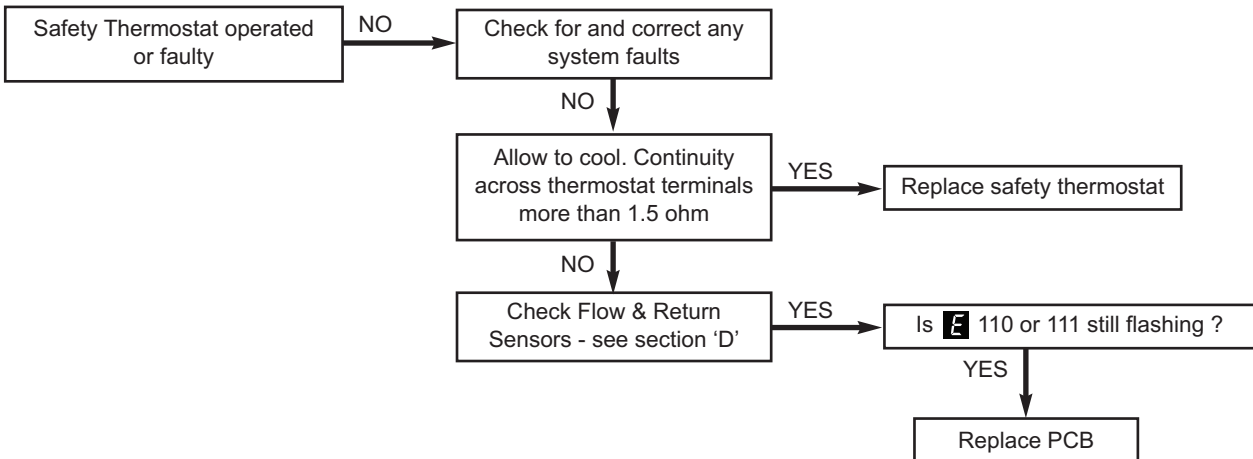 Safety Thermostat operated
or faulty
NO
Check for and correct any
system faults
NO
Allow to cool. Continuity
across thermostat terminals
more than 1.5 ohm
YES
Replace safety thermostat
NO
Check Flow & Return
Sensors - see section ‘D’
YES
Is E 110 or 111 still flashing ?
YES
Replace PCB